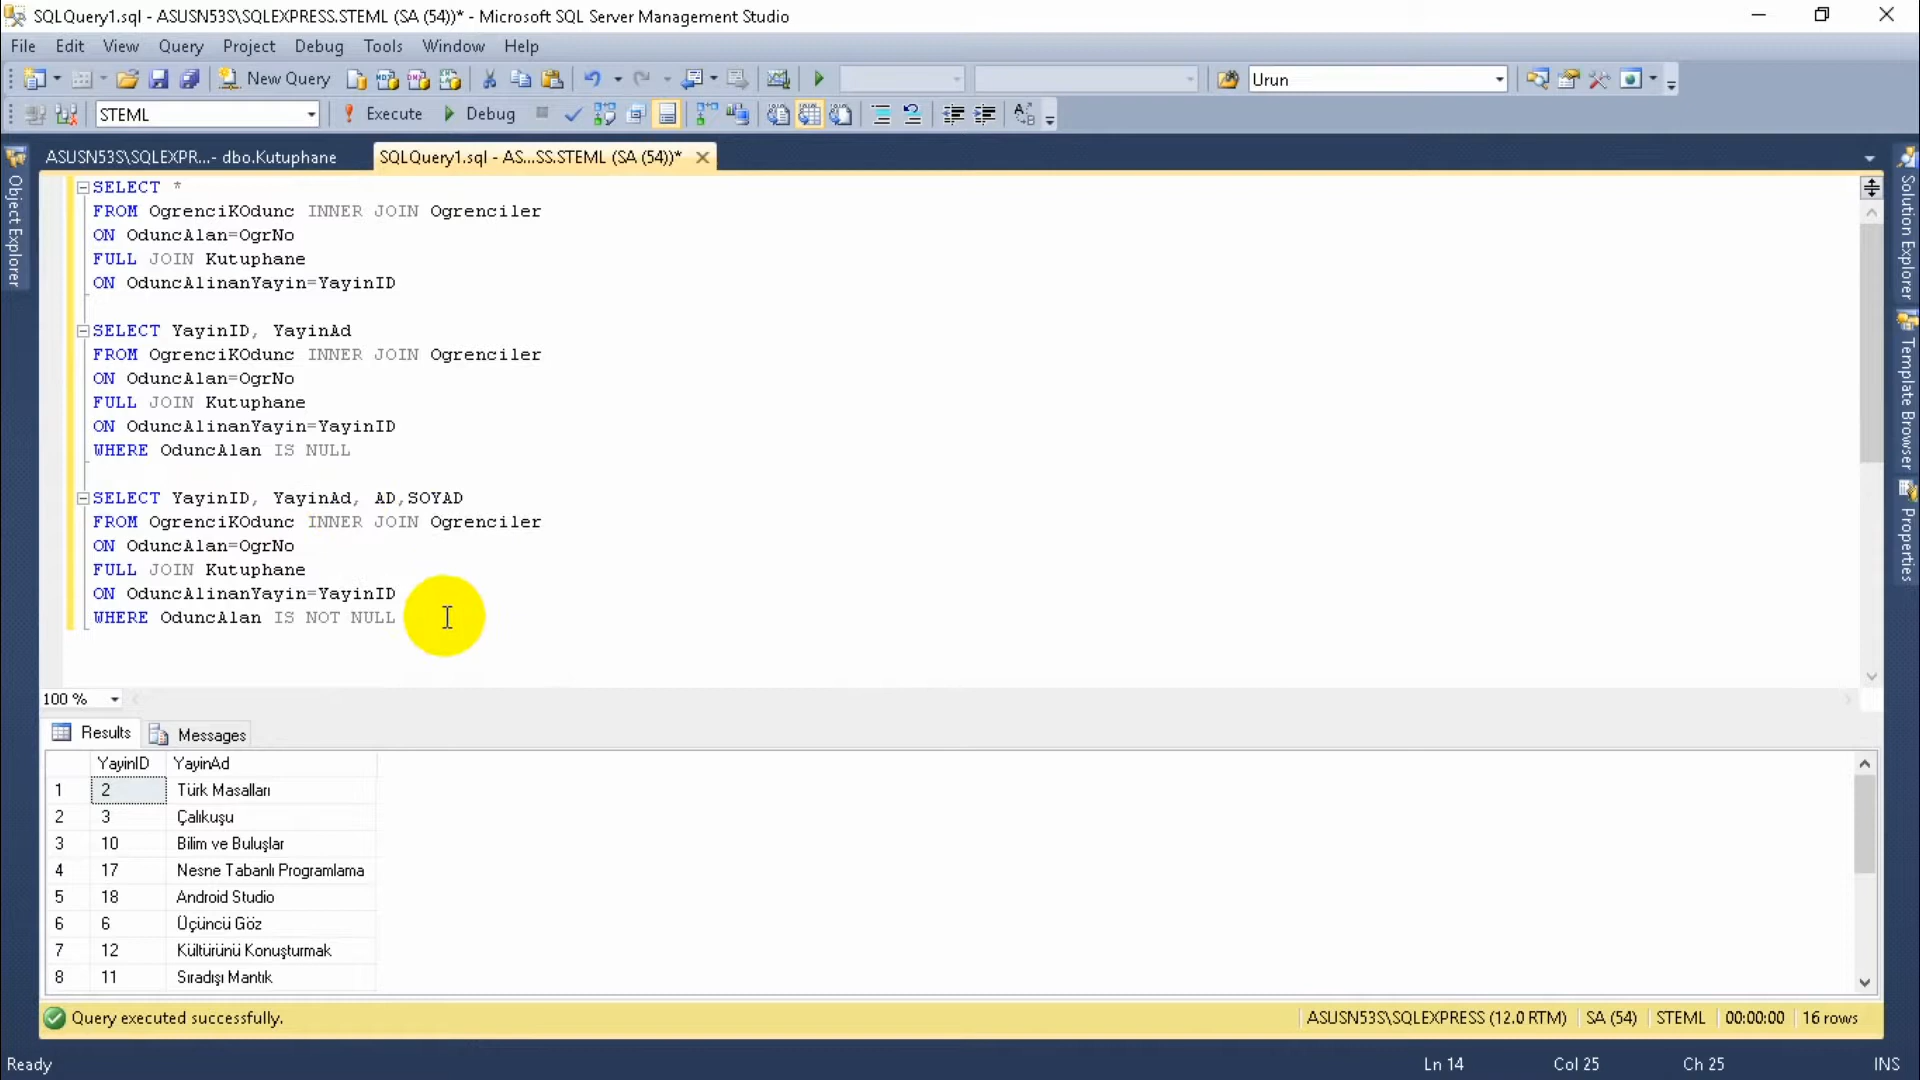 SQLQuery1.sql - ASUSN53S\SQLEXPRESS.STEML (SA (54))* - Microsoft SQL Server Management Studio
File Edit View Query Project Debug Tools Window Help
New Query Urun
STEML Execute Debug
ASUSN53S\SQLEXPR...- dbo.Kutuphane SQLQuery1.sql - AS...SS.STEML (SA (54))*
Object Explorer
SELECT *
FROM OgrenciKOdunc INNER JOIN Ogrenciler
ON OduncAlan=OgrNo
FULL JOIN Kutuphane
ON OduncAlinanYayin=YayinID
SELECT YayinID, YayinAd
FROM OgrenciKOdunc INNER JOIN Ogrenciler
ON OduncAlan=OgrNo
FULL JOIN Kutuphane
ON OduncAlinanYayin=YayinID
WHERE OduncAlan IS NULL
SELECT YayinID, YayinAd, AD,SOYAD
FROM OgrenciKOdunc INNER JOIN Ogrenciler
ON OduncAlan=OgrNo
FULL JOIN Kutuphane
ON OduncAlinanYayin=YayinID
WHERE OduncAlan IS NOT NULL
Solution Explorer
Template Browser
Properties
100 %
Results Messages
YayinID YayinAd
1 2 Türk Masalları
2 3 Çalıkuşu
3 10 Bilim ve Buluşlar
4 17 Nesne Tabanlı Programlama
5 18 Android Studio
6 6 Üçüncü Göz
7 12 Kültürünü Konuşturmak
8 11 Sıradışı Mantık
Query executed successfully. ASUSN53S\SQLEXPRESS (12.0 RTM) SA (54) STEML 00:00:00 16 rows
Ready Ln 14 Col 25 Ch 25 INS